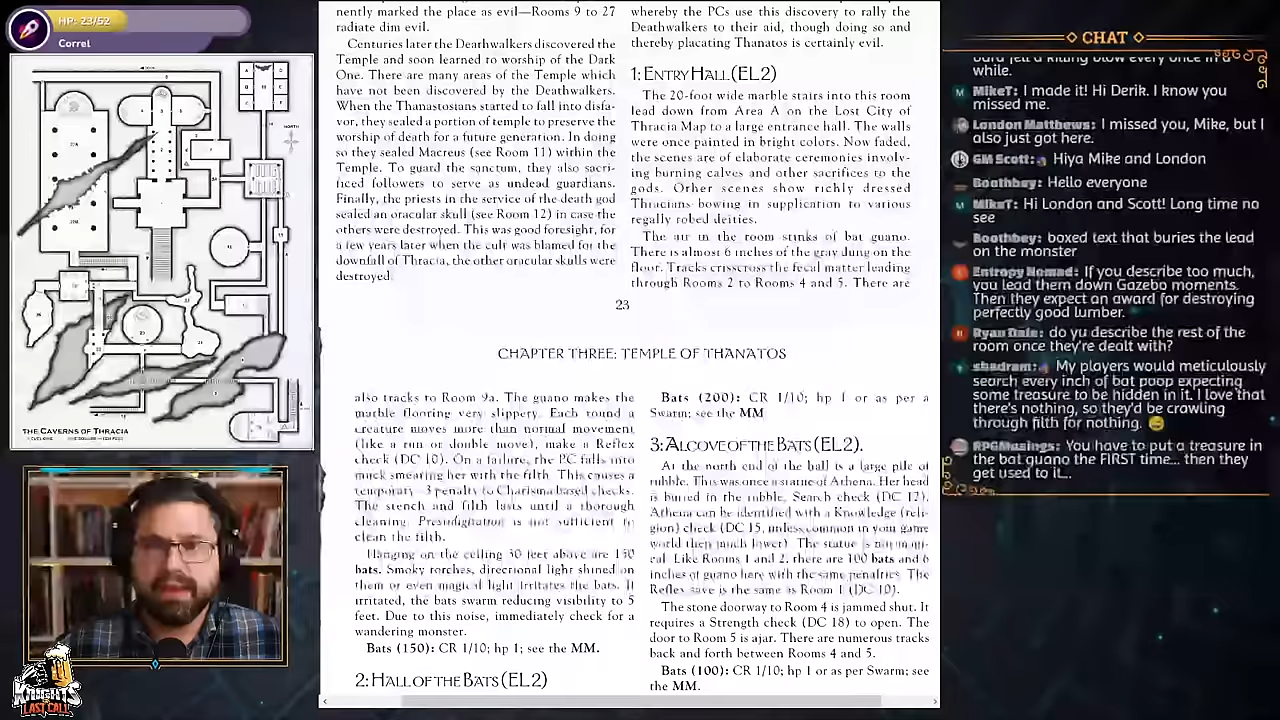 HP: 23/52
Correl
NORTH
THE CAVERNS OF THRACIA
nently marked the place as evil—Rooms 9 to 27
radiate dim evil.
Centuries later the Deathwalkers discovered the
Temple and soon learned to worship of the Dark
One. There are many areas of the Temple which
have not been discovered by the Deathwalkers.
When the Thanatosians started to fall into disfa-
vor, they sealed a portion of temple to preserve the
worship of death for a future generation. In doing
so they sealed Macreus (see Room 11) within the
Temple. To guard the sanctum, they also sacri-
ficed followers to serve as undead guardians.
Finally, the priests in the service of the death god
sealed an oracular skull (see Room 12) in case the
others were destroyed. This was good foresight, for
a few years later when the cult was blamed for the
downfall of Thracia, the other oracular skulls were
destroyed.
whereby the PCs use this discovery to rally the
Deathwalkers to their aid, though doing so and
thereby placating Thanatos is certainly evil.
1: ENTRY HALL (EL 2)
The 20-foot wide marble stairs into this room
lead down from Area A on the Lost City of
Thracia Map to a large entrance hall. The walls
were once painted in bright colors. Now faded,
the scenes are of elaborate ceremonies involv-
ing burning calves and other sacrifices to the
gods. Other scenes show richly dressed
Thracians bowing in supplication to various
regally robed deities.
The air in the room stinks of bat guano.
There is almost 6 inches of the gray dung on the
floor. Tracks crisscross the fecal matter leading
through Rooms 2 to Rooms 4 and 5. There are
23
CHAPTER THREE: TEMPLE OF THANATOS
also tracks to Room 9a. The guano makes the
marble flooring very slippery. Each round a
creature moves more than normal movement
(like a run or double move), make a Reflex
check (DC 10). On a failure, the PC falls into
muck smearing her with the filth. This causes a
temporary –3 penalty to Charisma based checks.
The stench and filth lasts until a thorough
cleaning. Prestidigitation is not sufficient to
clean the filth.
Hanging on the ceiling 30 feet above are 150
bats. Smoky torches, directional light shined on
them or even magical light irritates the bats. If
irritated, the bats swarm reducing visibility to 5
feet. Due to this noise, immediately check for a
wandering monster.
Bats (150): CR 1/10; hp 1; see the MM.
2: HALL OF THE BATS (EL 2)
Bats (200): CR 1/10; hp 1 or as per a
Swarm; see the MM
3: ALCOVE OF THE BATS (EL 2).
At the north end of the hall is a large pile of
rubble. This was once a statue of Athena. Her head
is buried in the rubble, Search check (DC 12).
Athena can be identified with a Knowledge (reli-
gion) check (DC 15, unless common in your game
world then much lower). The statue is not magi-
cal. Like Rooms 1 and 2, there are 100 bats and 6
inches of guano here with the same penalties. The
Reflex save is the same as Room 1 (DC 10).
The stone doorway to Room 4 is jammed shut. It
requires a Strength check (DC 18) to open. The
door to Room 5 is ajar. There are numerous tracks
back and forth between Rooms 4 and 5.
Bats (100): CR 1/10; hp 1 or as per Swarm; see
the MM.
CHAT
while.
MikeT: I made it! Hi Derik. I know you
missed me.
London Matthews: I missed you, Mike, but I
also just got here.
GM Scott: Hiya Mike and London
Boothbey: Hello everyone
MikeT: Hi London and Scott! Long time no
see
Boothbey: boxed text that buries the lead
on the monster
Entropy Nomad: If you describe too much,
you lead them down Gazebo moments.
Then they expect an award for destroying
perfectly good lumber.
Ryan Dale: do yu describe the rest of the
room once they're dealt with?
shadram: My players would meticulously
search every inch of bat poop expecting
some treasure to be hidden in it. I love that
there's nothing, so they'd be crawling
through filth for nothing. 😄
RPGMusings: You have to put a treasure in
the bat guano the FIRST time... then they
get used to it...
KNIGHTS
OF LAST CALL